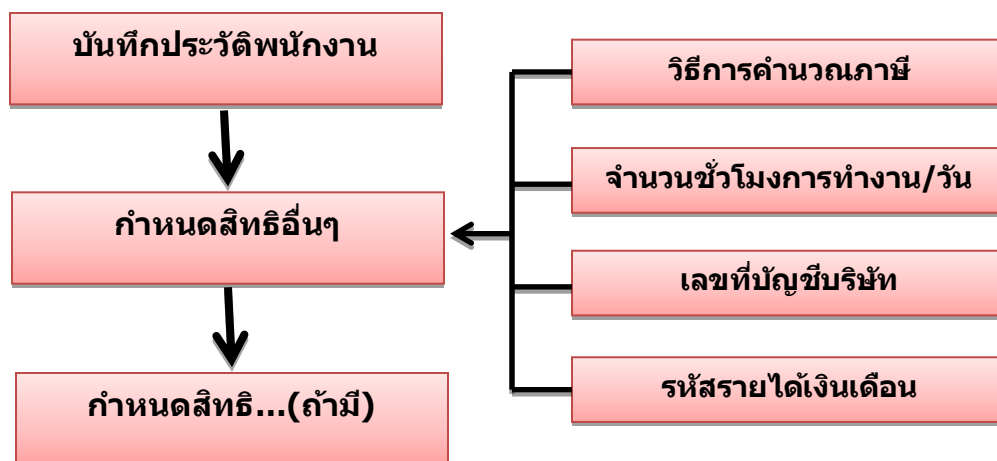 บันทึกประวัติพนักงาน
กำหนดสิทธิอื่นๆ
กำหนดสิทธิ...(ถ้ามี)
วิธีการคำนวณภาษี
จำนวนชั่วโมงการทำงาน/วัน
เลขที่บัญชีบริษัท
รหัสรายได้เงินเดือน